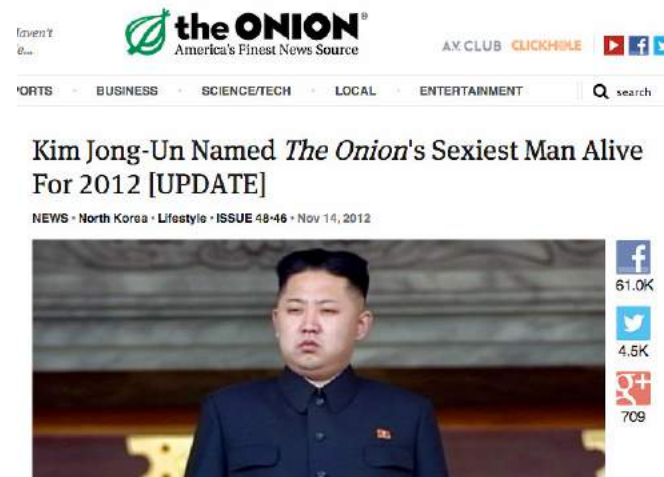 the ONION®
America's Finest News Source
A.V. CLUB CLICKHOLE
BUSINESS · SCIENCE/TECH · LOCAL · ENTERTAINMENT search
Kim Jong-Un Named The Onion's Sexiest Man Alive
For 2012 [UPDATE]
NEWS • North Korea • Lifestyle • ISSUE 48•46 • Nov 14, 2012
f
61.0K
4.5K
g+
709